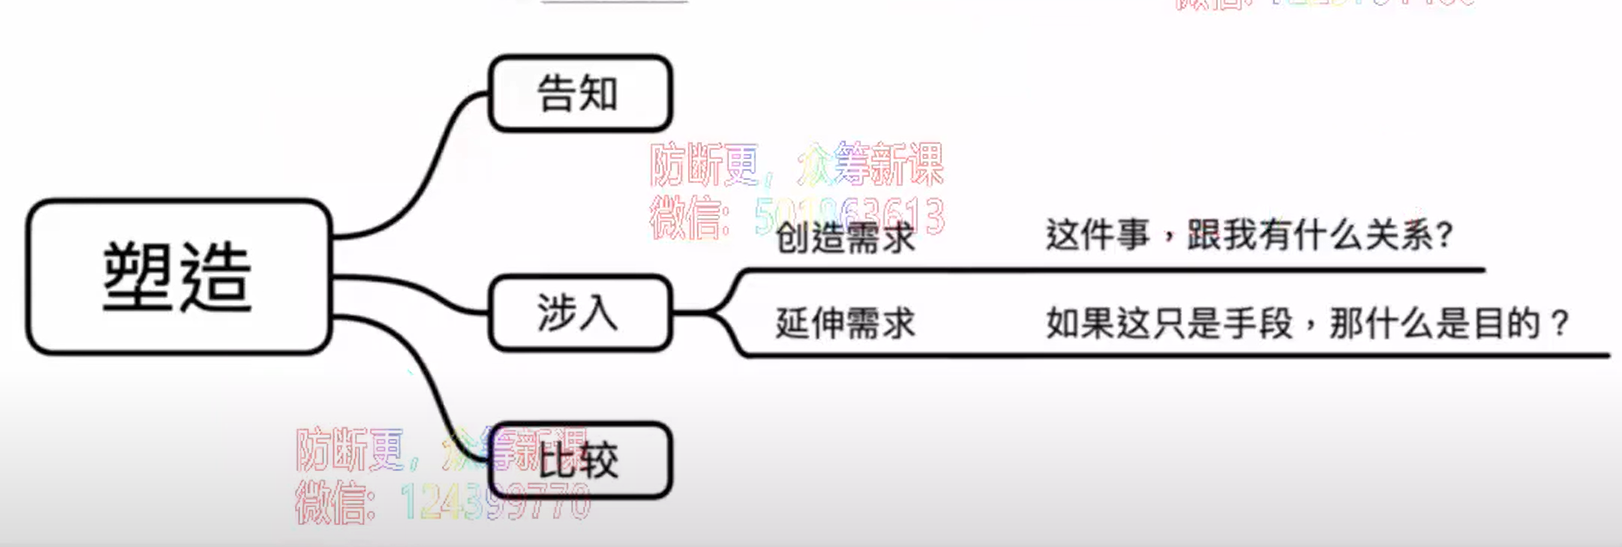 告知
防断更，众筹新课
微信: 501863613
塑造
创造需求 这件事，跟我有什么关系?
涉入
延伸需求 如果这只是手段，那什么是目的？
防断更，众筹新课
比较
微信: 124399770